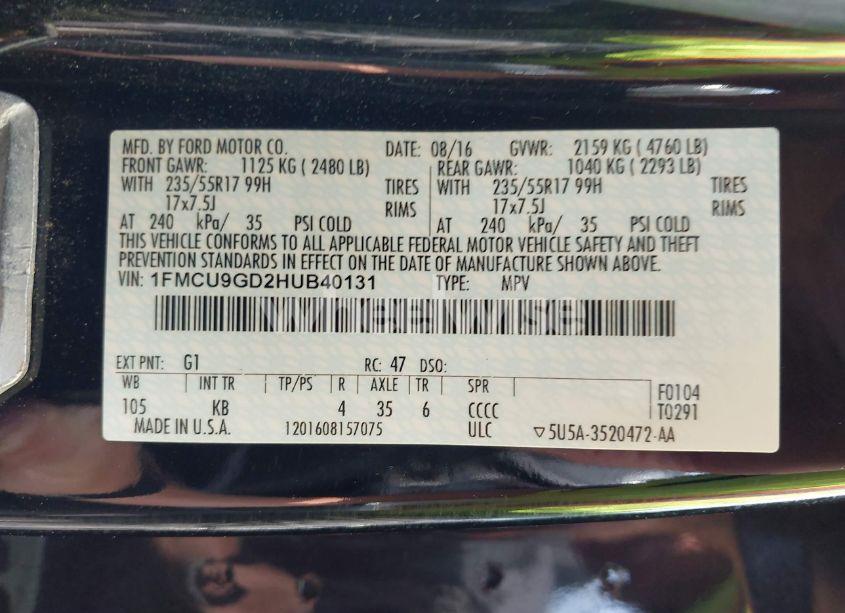 MFD. BY FORD MOTOR CO. DATE: 08/16 GVWR: 2159 KG ( 4760 LB)
FRONT GAWR: 1125 KG ( 2480 LB) REAR GAWR: 1040 KG ( 2293 LB)
WITH 235/55R17 99H TIRES WITH 235/55R17 99H TIRES
17x7.5J RIMS 17x7.5J RIMS
AT 240 kPa/ 35 PSI COLD AT 240 kPa/ 35 PSI COLD
THIS VEHICLE CONFORMS TO ALL APPLICABLE FEDERAL MOTOR VEHICLE SAFETY AND THEFT
PREVENTION STANDARDS IN EFFECT ON THE DATE OF MANUFACTURE SHOWN ABOVE.
VIN: 1FMCU9GD2HUB40131 TYPE: MPV
EXT PNT: G1 RC: 47 DSO:
WB INT TR TP/PS R AXLE TR SPR F0104
105 KB 4 35 6 CCCC T0291
MADE IN U.S.A. 1201608157075 ULC ▽5U5A-3520472-AA